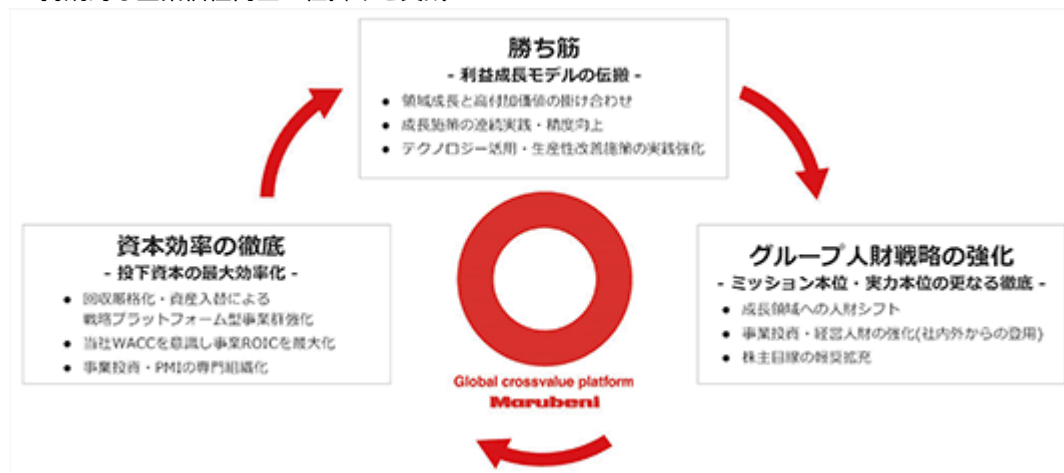 勝ち筋
- 利益成長モデルの伝搬 -
● 領域成長と高付加価値の掛け合わせ
● 成長施策の連続実践・精度向上
● テクノロジー活用・生産性改善施策の実践強化
資本効率の徹底
- 投下資本の最大効率化 -
● 回収厳格化・資産入替による
戦略プラットフォーム型事業群強化
● 当社WACCを意識し事業ROICを最大化
● 事業投資・PMIの専門組織化
グループ人財戦略の強化
- ミッション本位・実力本位の更なる徹底 -
● 成長領域への人財シフト
● 事業投資・経営人財の強化(社内外からの登用)
● 株主目線の報奨拡充
Global crossvalue platform
Marubeni